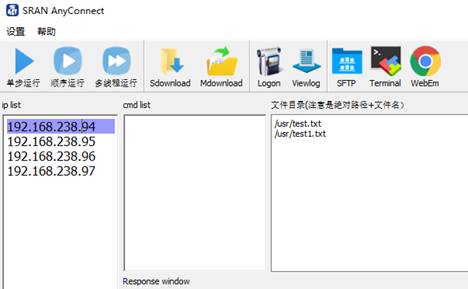 SRAN AnyConnect
设置 帮助
单步运行 顺序运行 多线程运行 Sdownload Mdownload Logon Viewlog SFTP Terminal WebEm
ip list cmd list 文件目录(注意是绝对路径+文件名)
192.168.238.94
192.168.238.95
192.168.238.96
192.168.238.97
/usr/test.txt
/usr/test1.txt
Response window